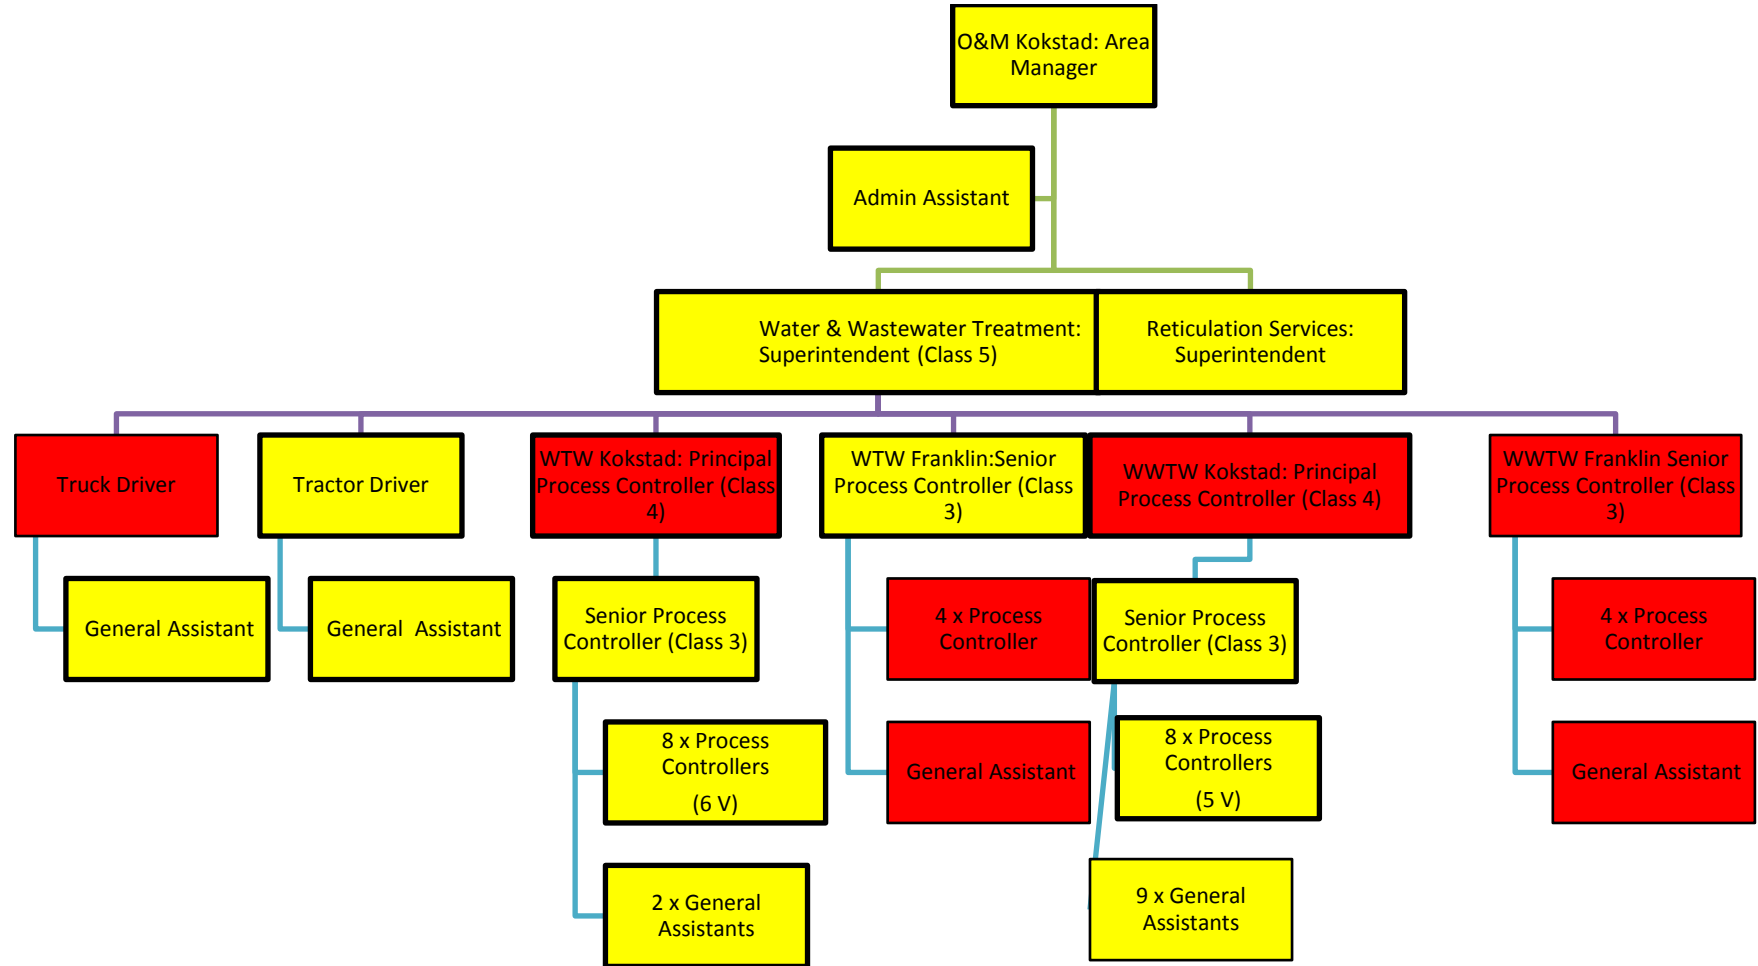 O&M Kokstad: Area
Manager
Admin Assistant
Water & Wastewater Treatment:
Superintendent (Class 5)
Reticulation Services:
Superintendent
Truck Driver
Tractor Driver
WTW Kokstad: Principal
Process Controller (Class
4)
WTW Franklin:Senior
Process Controller (Class
3)
WWTW Kokstad: Principal
Process Controller (Class 4)
WWTW Franklin Senior
Process Controller (Class
3)
General Assistant
General  Assistant
Senior Process
Controller (Class 3)
4 x Process
Controller
Senior Process
Controller (Class 3)
4 x Process
Controller
8 x Process
Controllers
(6 V)
General Assistant
8 x Process
Controllers
(5 V)
General Assistant
2 x General
Assistants
9 x General
Assistants